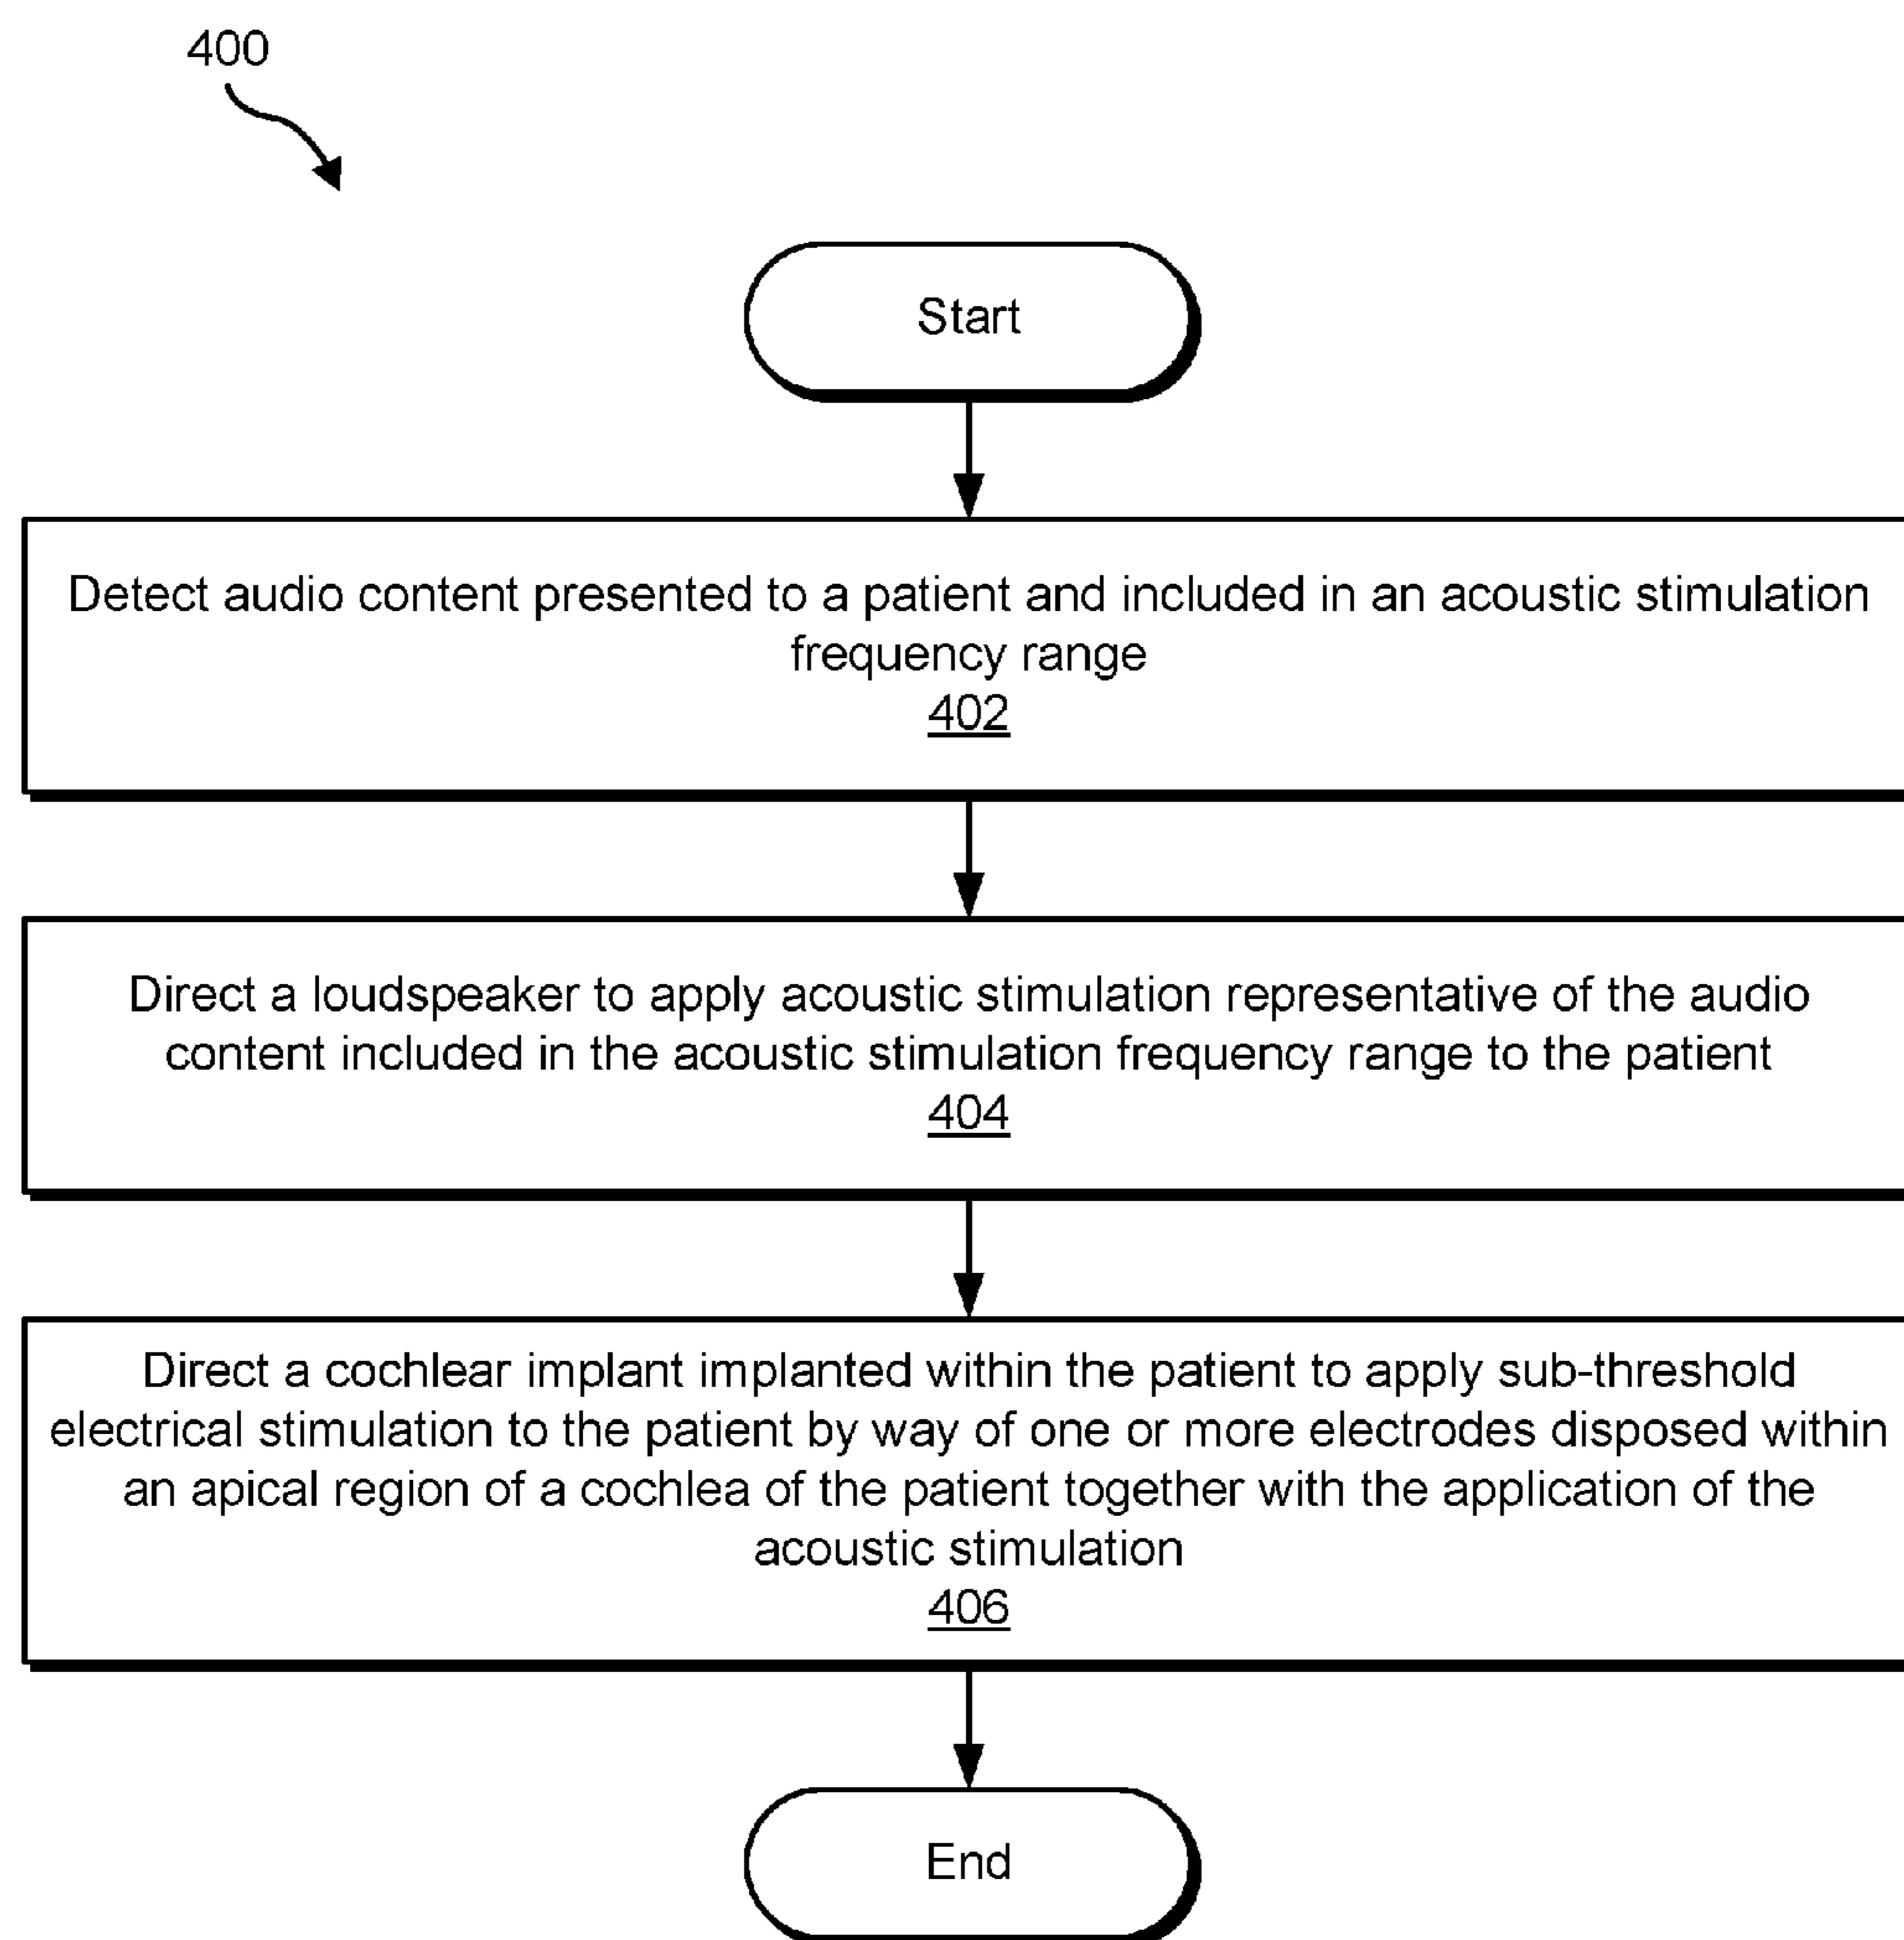 400
Start
Detect audio content presented to a patient and included in an acoustic stimulation
frequency range
402
Direct a loudspeaker to apply acoustic stimulation representative of the audio
content included in the acoustic stimulation frequency range to the patient
404
Direct a cochlear implant implanted within the patient to apply sub-threshold
electrical stimulation to the patient by way of one or more electrodes disposed within
an apical region of a cochlea of the patient together with the application of the
acoustic stimulation
406
End